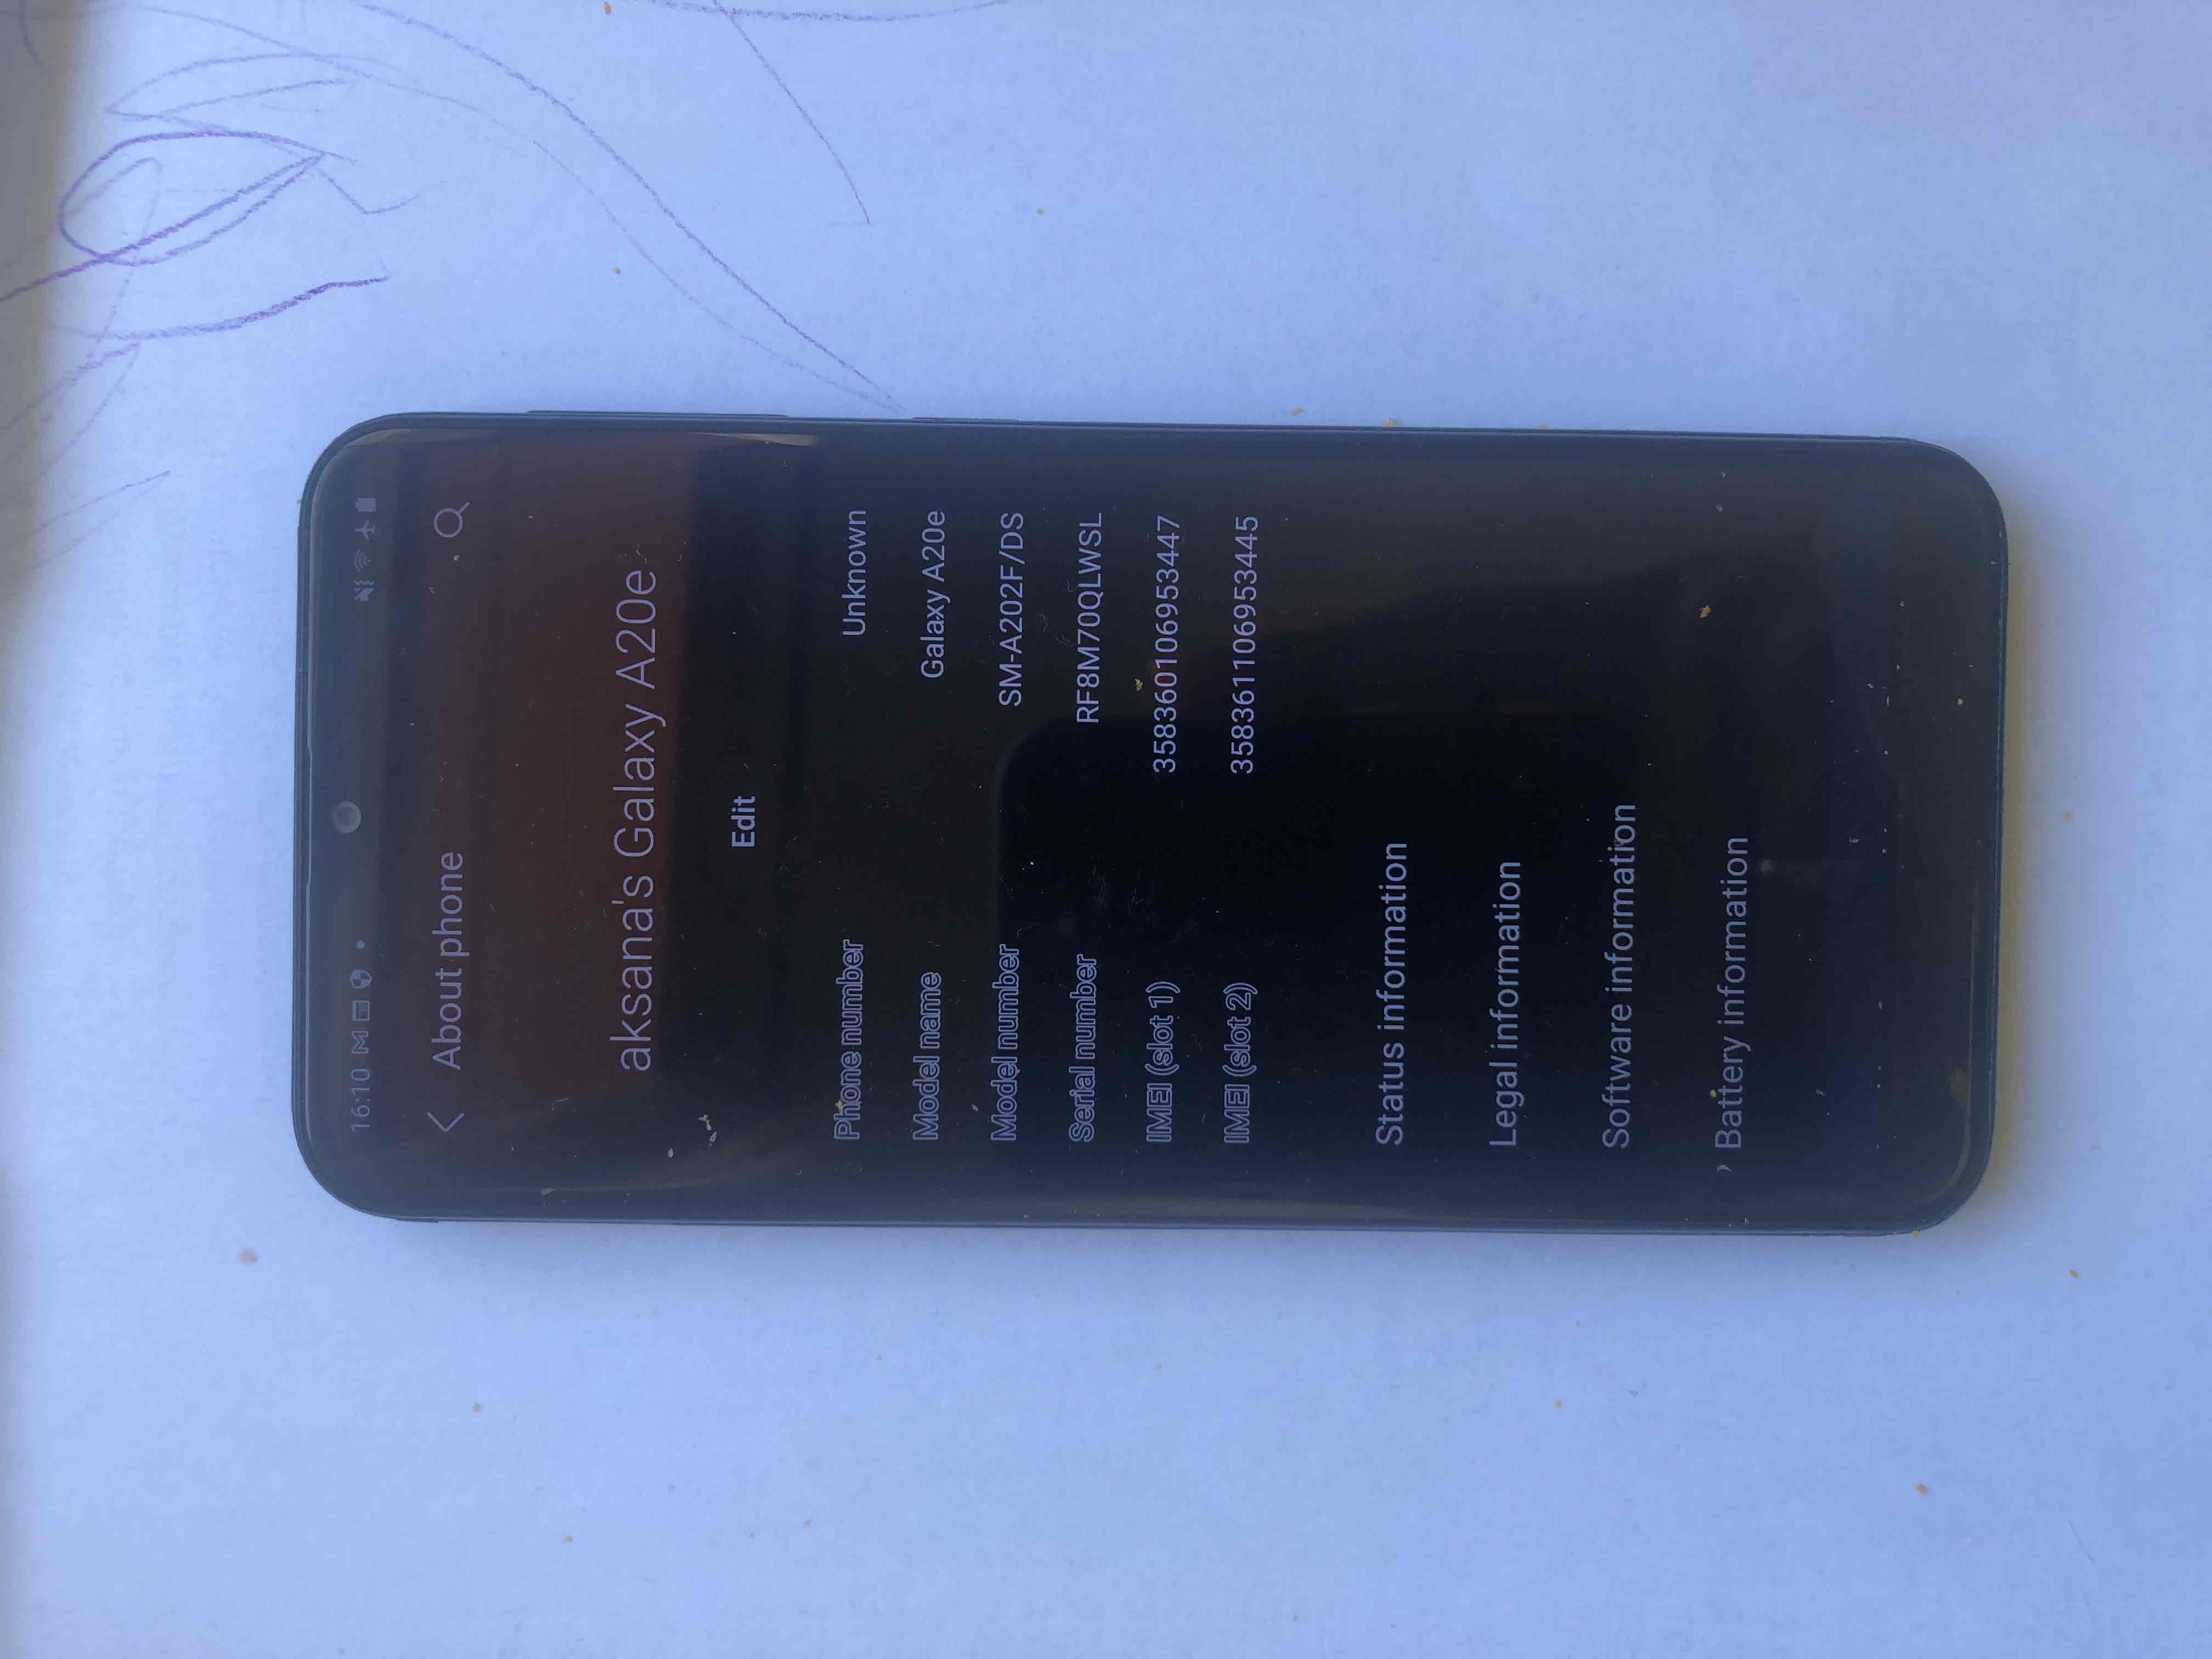 16:10
About phone
aksana's Galaxy A20e
Edit
Phone number Unknown
Model name Galaxy A20e
Model number SM-A202F/DS
Serial number RF8M70QLWSL
IMEI (slot 1) 358360106953447
IMEI (slot 2) 358361106953445
Status information
Legal information
Software information
Battery information